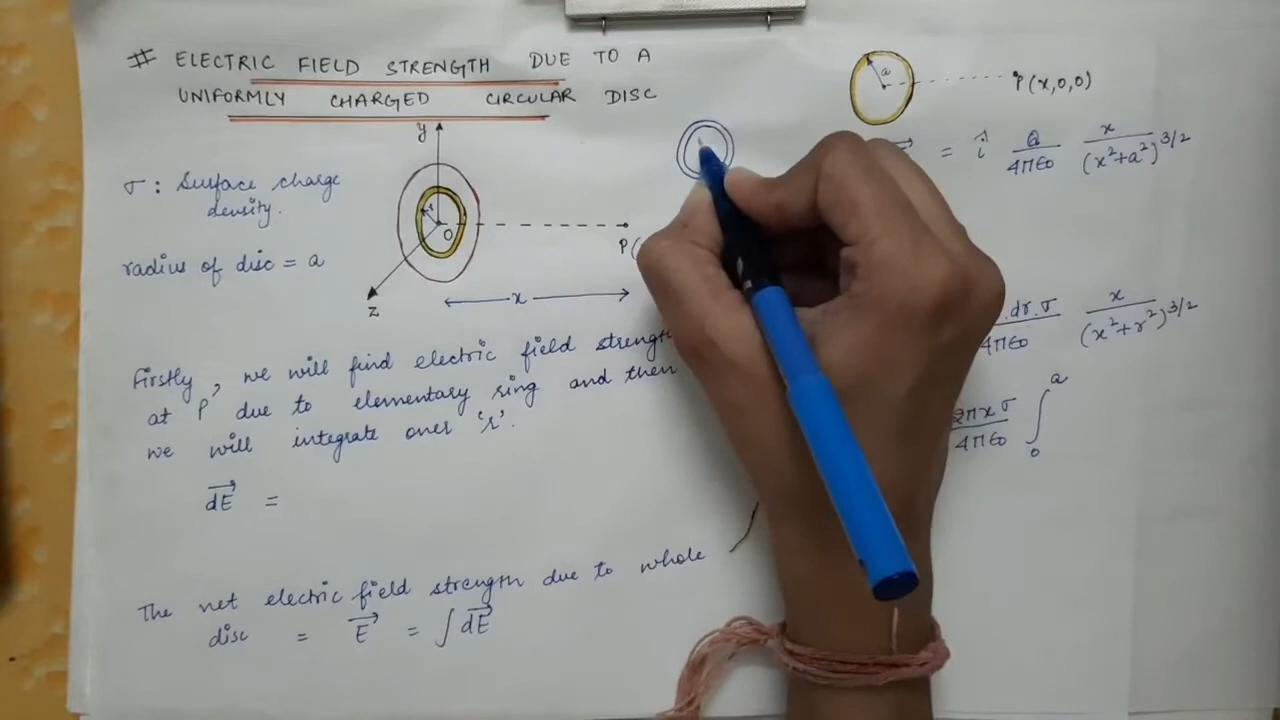 # ELECTRIC FIELD STRENGTH DUE TO A
UNIFORMLY CHARGED CIRCULAR DISC
σ : Surface charge
density.
radius of disc = a
y
r
O
z
x
P(
a
P(x,0,0)
= î Q/4πε₀ x/(x²+a²)^3/2
.dr.σ/4πε₀ x/(x²+r²)^3/2
2πxσ/4πε₀ ∫₀ᵃ
Firstly, we will find electric field strength
at P due to elementary ring and then
we will integrate over 'r'.
dE⃗ =
The net electric field strength due to whole
disc = E⃗ = ∫ dE⃗